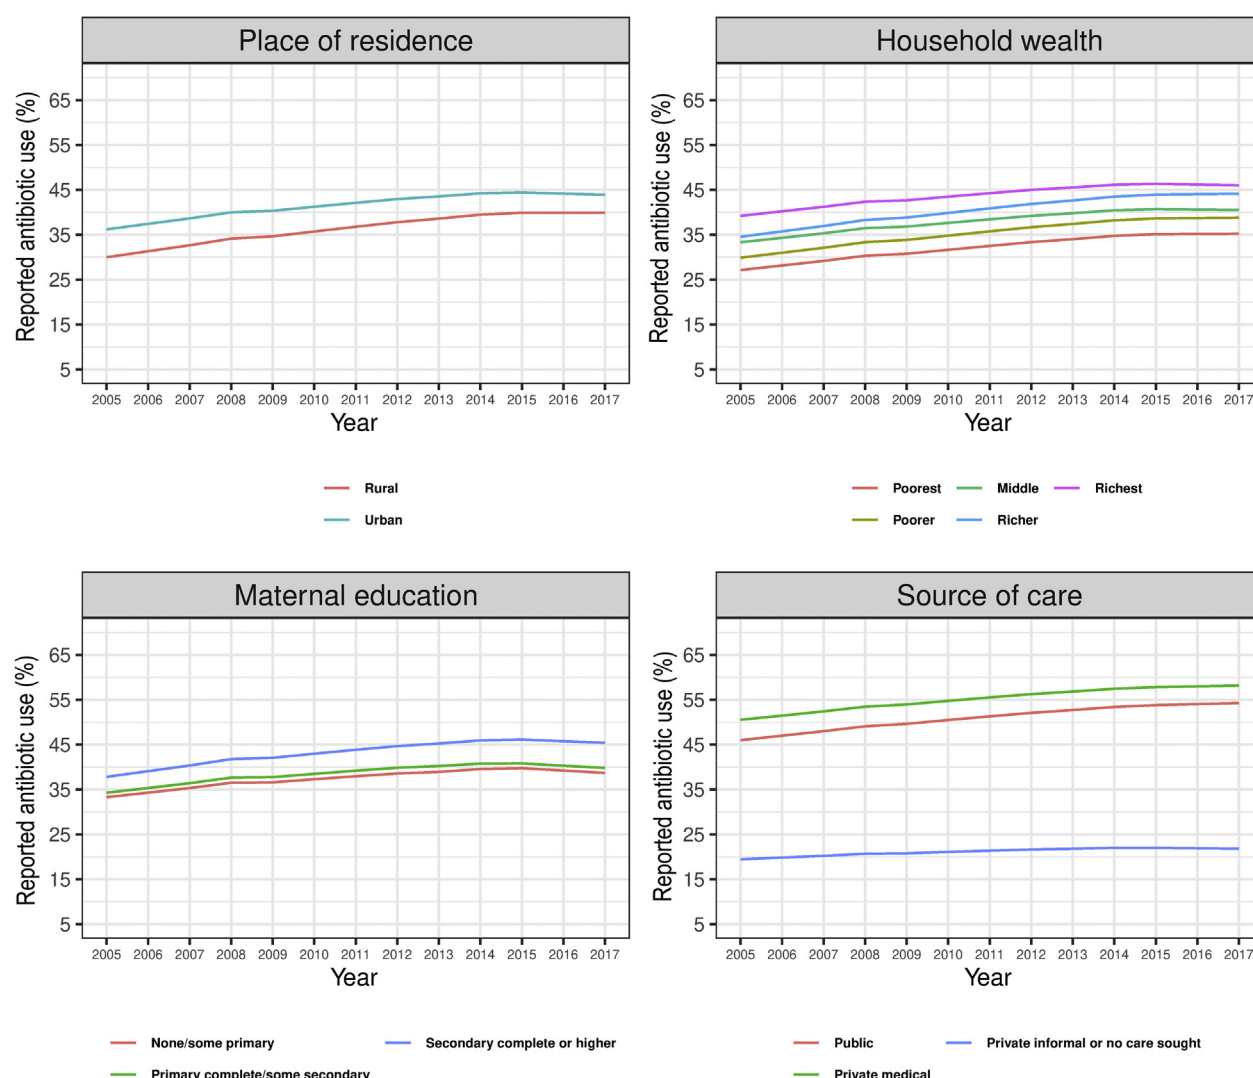 Place of residence
Reported antibiotic use (%)
65
55
45
35
25
15
5
2005 2006 2007 2008 2009 2010 2011 2012 2013 2014 2015 2016 2017
Year
Rural
Urban
Household wealth
Reported antibiotic use (%)
65
55
45
35
25
15
5
2005 2006 2007 2008 2009 2010 2011 2012 2013 2014 2015 2016 2017
Year
Poorest Middle Richest
Poorer Richer
Maternal education
Reported antibiotic use (%)
65
55
45
35
25
15
5
2005 2006 2007 2008 2009 2010 2011 2012 2013 2014 2015 2016 2017
Year
None/some primary Secondary complete or higher
Primary complete/some secondary
Source of care
Reported antibiotic use (%)
65
55
45
35
25
15
5
2005 2006 2007 2008 2009 2010 2011 2012 2013 2014 2015 2016 2017
Year
Public Private informal or no care sought
Private medical